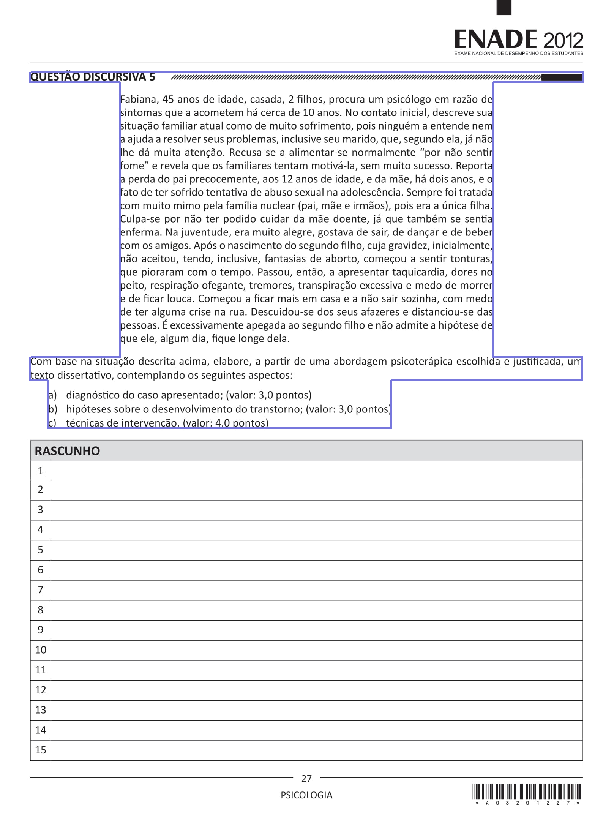 ENADE 2012
EXAME NACIONAL DE DESEMPENHO DOS ESTUDANTES
QUESTÃO DISCURSIVA 5
Fabiana, 45 anos de idade, casada, 2 filhos, procura um psicólogo em razão de
sintomas que a acometem há cerca de 10 anos. No contato inicial, descreve sua
situação familiar atual como de muito sofrimento, pois ninguém a entende nem
a ajuda a resolver seus problemas, inclusive seu marido, que, segundo ela, já não
lhe dá muita atenção. Recusa se a alimentar se normalmente “por não sentir
fome” e revela que os familiares tentam motivá-la, sem muito sucesso. Reporta
a perda do pai precocemente, aos 12 anos de idade, e da mãe, há dois anos, e o
fato de ter sofrido tentativa de abuso sexual na adolescência. Sempre foi tratada
com muito mimo pela família nuclear (pai, mãe e irmãos), pois era a única filha.
Culpa-se por não ter podido cuidar da mãe doente, já que também se sentia
enferma. Na juventude, era muito alegre, gostava de sair, de dançar e de beber
com os amigos. Após o nascimento do segundo filho, cuja gravidez, inicialmente,
não aceitou, tendo, inclusive, fantasias de aborto, começou a sentir tonturas,
que pioraram com o tempo. Passou, então, a apresentar taquicardia, dores no
peito, respiração ofegante, tremores, transpiração excessiva e medo de morrer
e de ficar louca. Começou a ficar mais em casa e a não sair sozinha, com medo
de ter alguma crise na rua. Descuidou-se dos seus afazeres e distanciou-se das
pessoas. É excessivamente apegada ao segundo filho e não admite a hipótese de
que ele, algum dia, fique longe dela.
Com base na situação descrita acima, elabore, a partir de uma abordagem psicoterápica escolhida e justificada, um
texto dissertativo, contemplando os seguintes aspectos:
a) diagnóstico do caso apresentado; (valor: 3,0 pontos)
b) hipóteses sobre o desenvolvimento do transtorno; (valor: 3,0 pontos)
c) técnicas de intervenção. (valor: 4,0 pontos)
RASCUNHO
1
2
3
4
5
6
7
8
9
10
11
12
13
14
15
27
PSICOLOGIA
* A 0 8 2 0 1 2 2 7 *